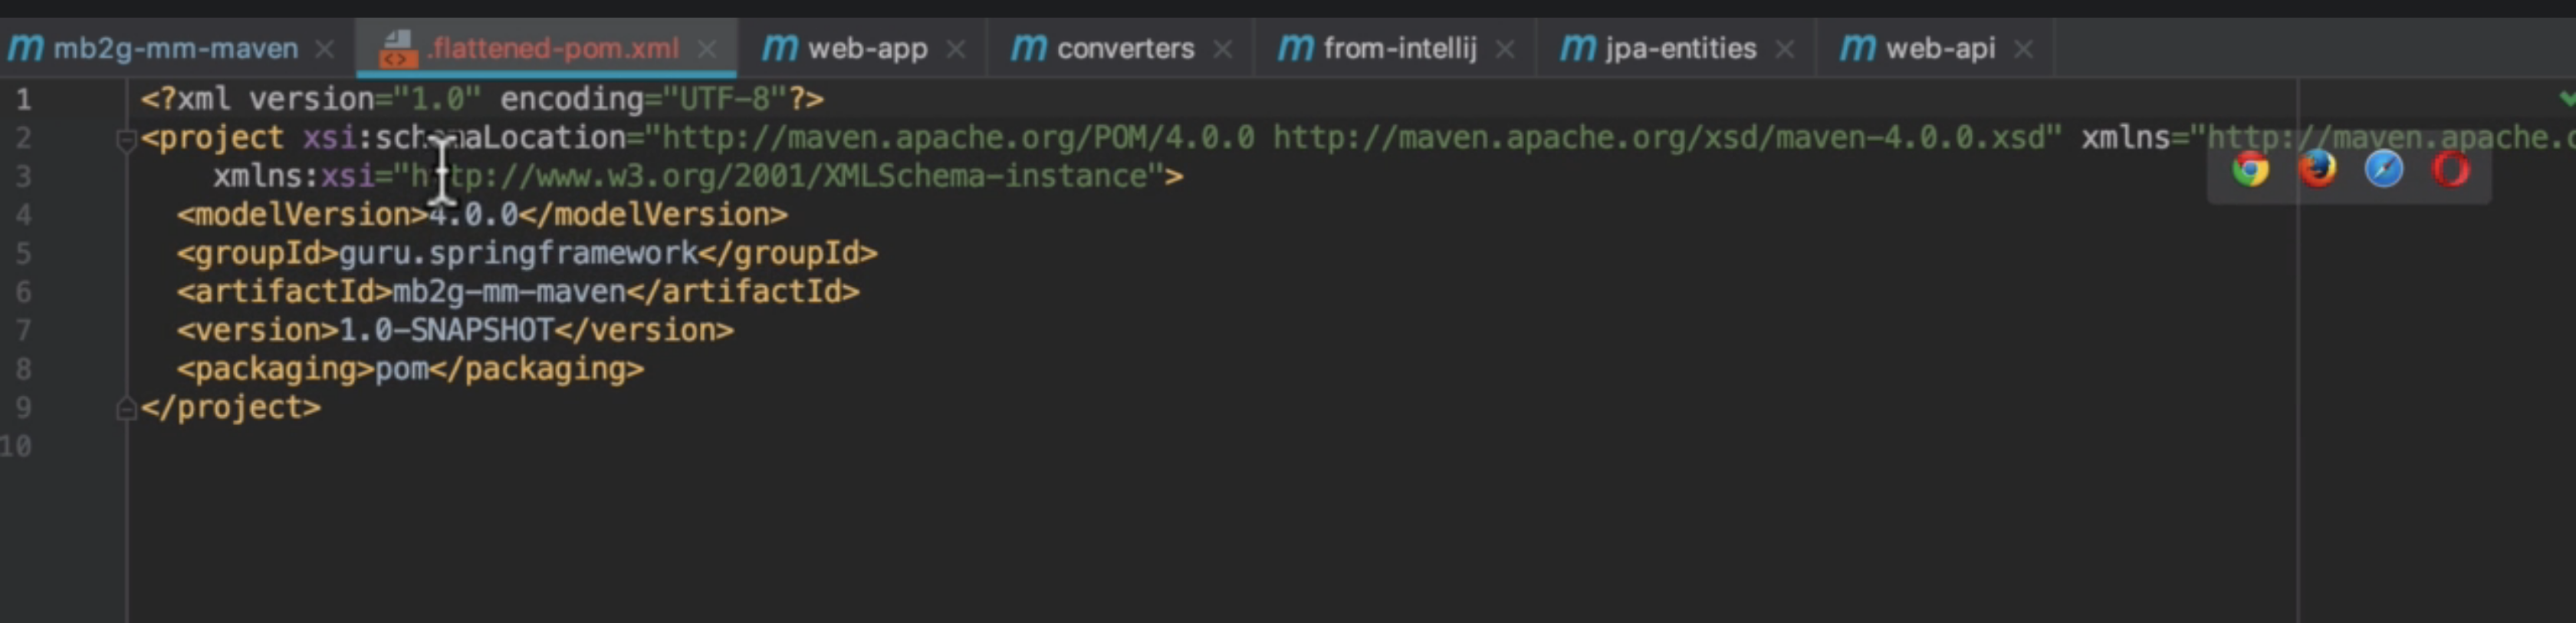 mb2g-mm-maven .flattened-pom.xml web-app converters from-intellij jpa-entities web-api
1 <?xml version="1.0" encoding="UTF-8"?>
2 <project xsi:schemaLocation="http://maven.apache.org/POM/4.0.0 http://maven.apache.org/xsd/maven-4.0.0.xsd" xmlns="http://maven.apache.
3 xmlns:xsi="http://www.w3.org/2001/XMLSchema-instance">
4 <modelVersion>4.0.0</modelVersion>
5 <groupId>guru.springframework</groupId>
6 <artifactId>mb2g-mm-maven</artifactId>
7 <version>1.0-SNAPSHOT</version>
8 <packaging>pom</packaging>
9 </project>
10